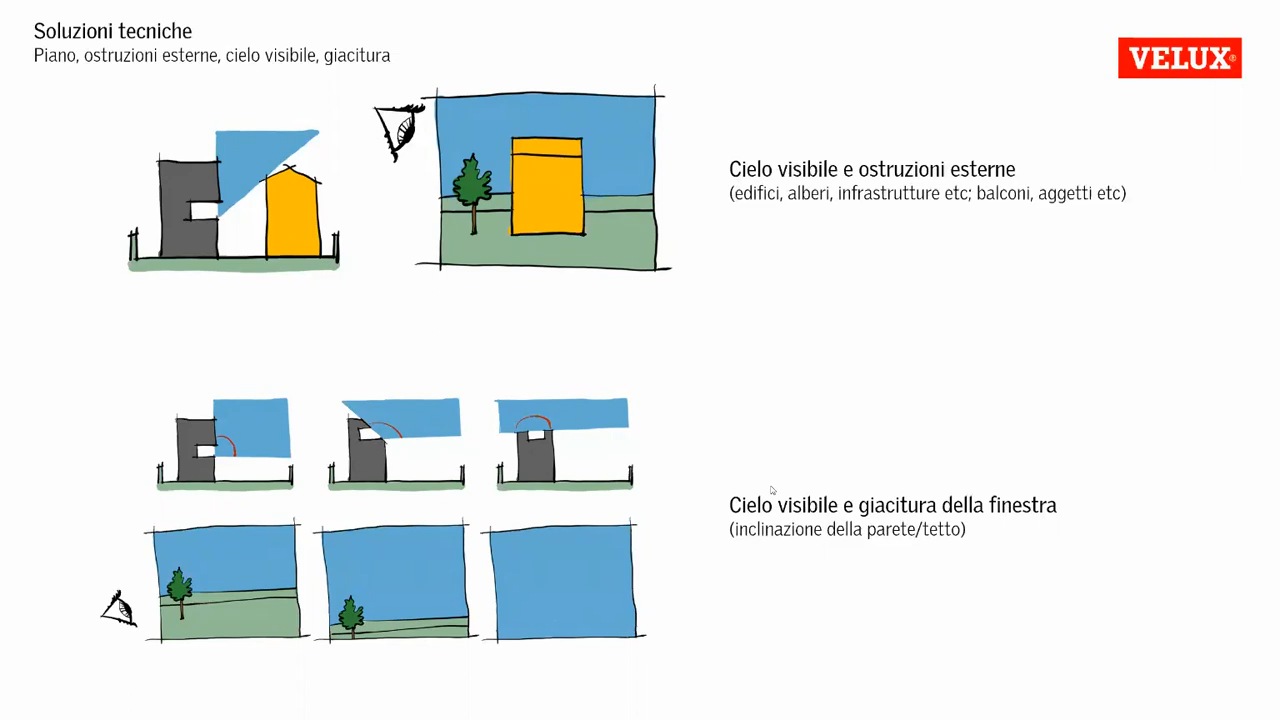 Soluzioni tecniche
Piano, ostruzioni esterne, cielo visibile, giacitura
VELUX®
Cielo visibile e ostruzioni esterne
(edifici, alberi, infrastrutture etc; balconi, aggetti etc)
Cielo visibile e giacitura della finestra
(inclinazione della parete/tetto)